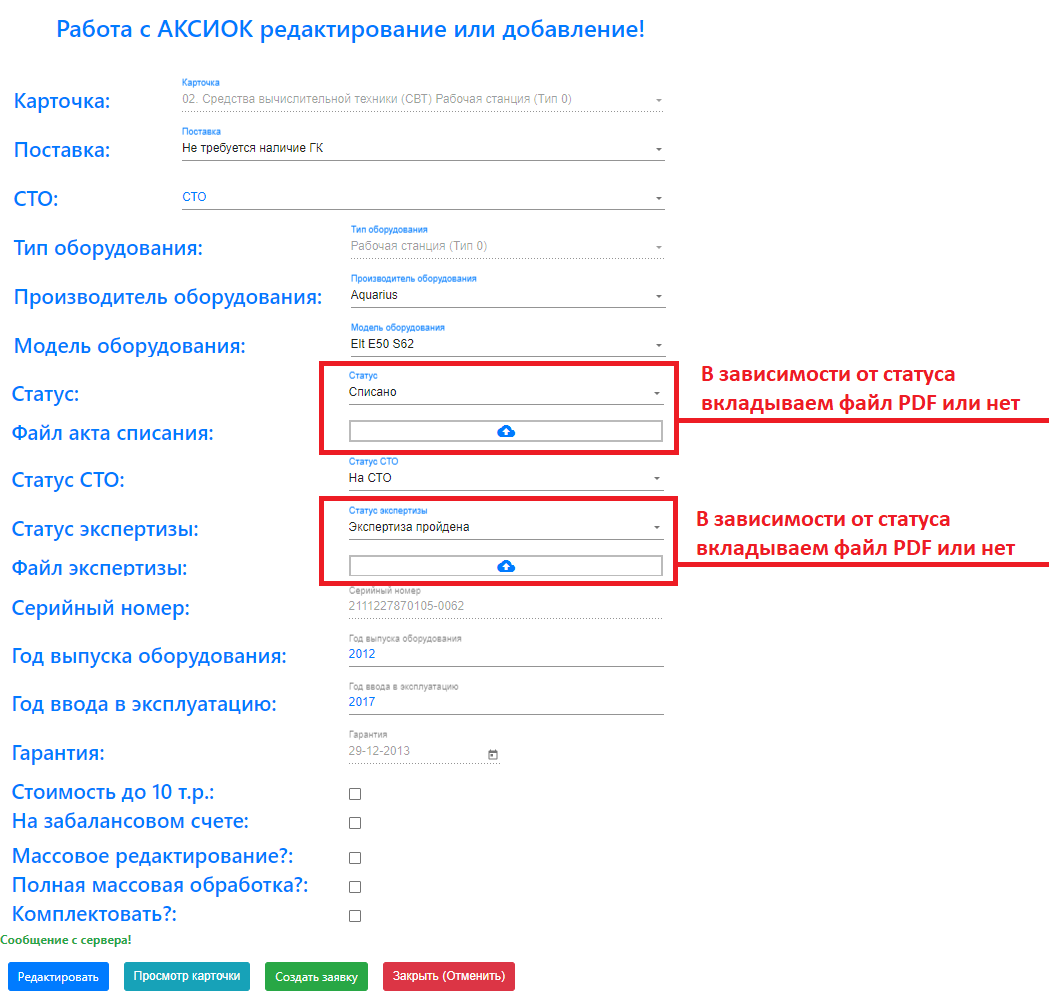 Работа с АКСИОК редактирование или добавление!
Карточка
Карточка:
02. Средства вычислительной техники (СВТ) Рабочая станция (Тип 0)
Поставка
Поставка:
Не требуется наличие ГК
СТО:
СТО
Тип оборудования
Тип оборудования:
Рабочая станция (Тип 0)
Производитель оборудования
Производитель оборудования:
Aquarius
Модель оборудования
Модель оборудования:
Elt E50 S62
Статус
Статус:
Списано
В зависимости от статуса
вкладываем файл PDF или нет
Файл акта списания:
Статус СТО
Статус СТО:
На СТО
Статус экспертизы
Статус экспертизы:
Экспертиза пройдена
В зависимости от статуса
вкладываем файл PDF или нет
Файл экспертизы:
Серийный номер
Серийный номер:
2111227870105-0062
Год выпуска оборудования
Год выпуска оборудования:
2012
Год ввода в эксплуатацию
Год ввода в эксплуатацию:
2017
Гарантия
Гарантия:
29-12-2013
Стоимость до 10 т.р.:
На забалансовом счете:
Массовое редактирование?:
Полная массовая обработка?:
Комплектовать?:
Сообщение с сервера!
Редактировать
Просмотр карточки
Создать заявку
Закрыть (Отменить)